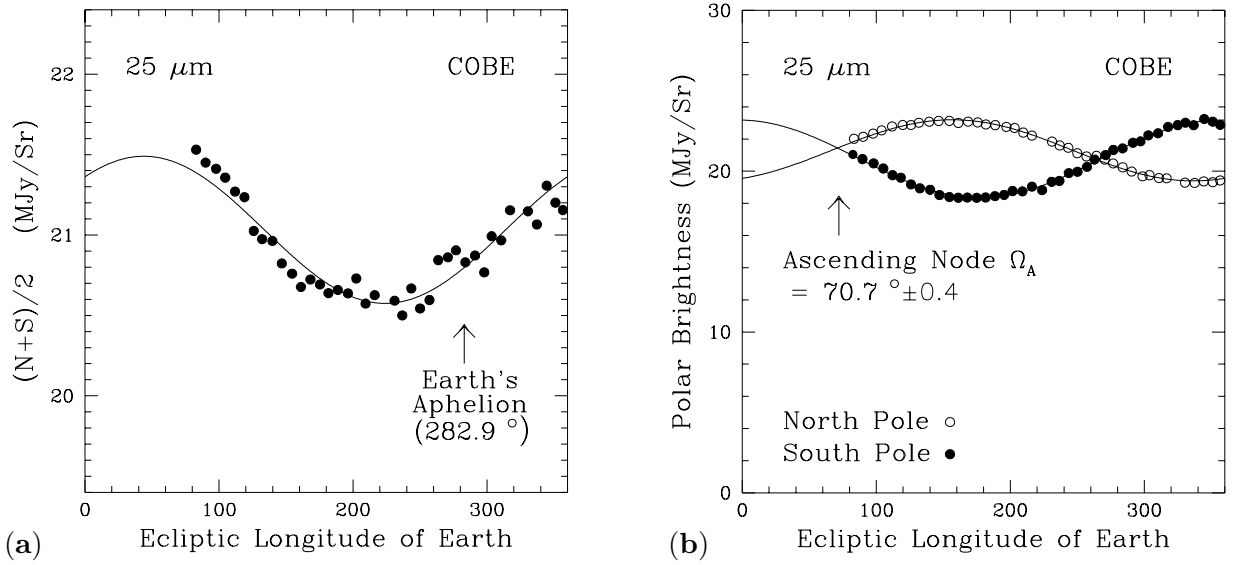 25 μm
COBE
22
21
20
(N+S)/2 (MJy/Sr)
Earth's
Aphelion
(282.9 °)
0
100
200
300
Ecliptic Longitude of Earth
(a)
25 μm
COBE
30
20
10
0
Polar Brightness (MJy/Sr)
Ascending Node Ω_A
= 70.7 °±0.4
North Pole ○
South Pole ●
0
100
200
300
Ecliptic Longitude of Earth
(b)